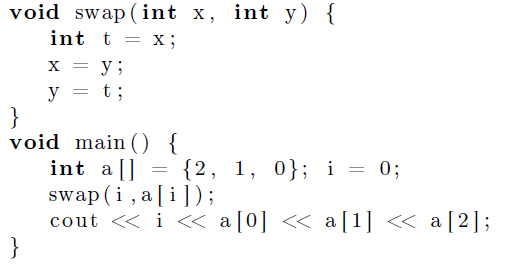 void swap(int x, int y) {
int t = x;
x = y;
y = t;
}
void main() {
int a[] = {2, 1, 0}; i = 0;
swap(i,a[i]);
cout << i << a[0] << a[1] << a[2];
}